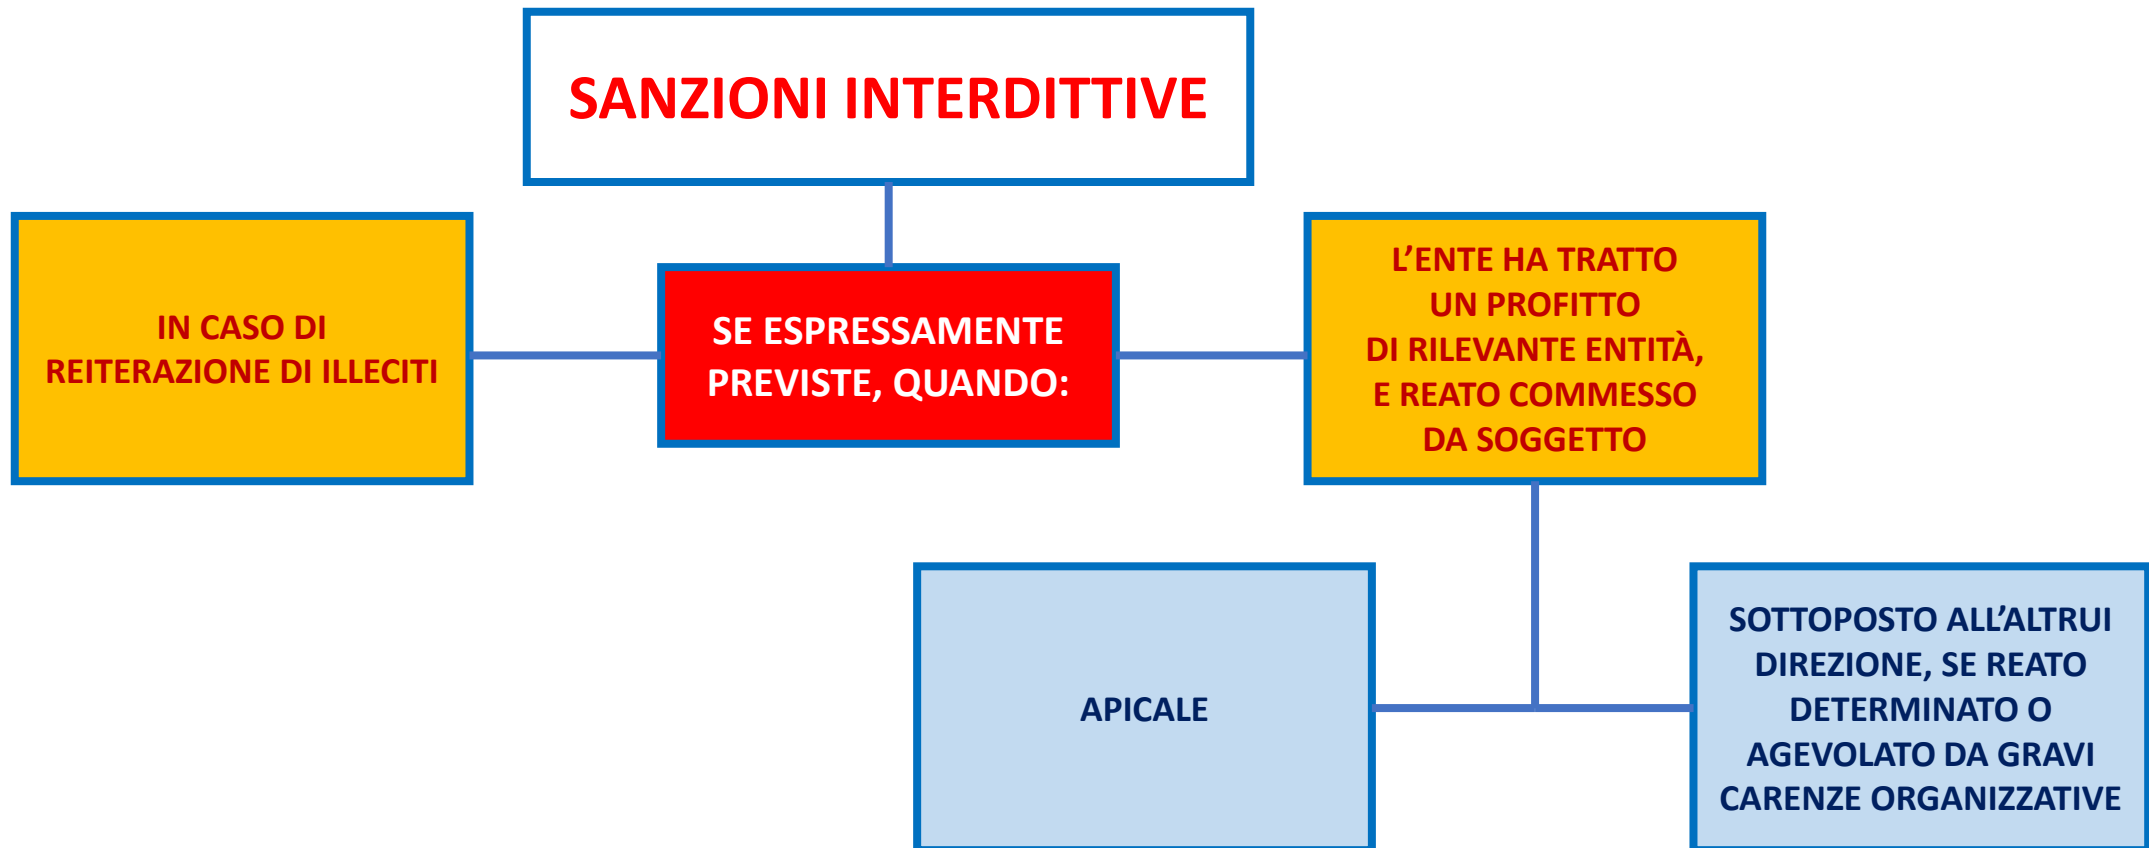 SANZIONI INTERDITTIVE
IN CASO DI
REITERAZIONE DI ILLECITI
SE ESPRESSAMENTE
PREVISTE, QUANDO:
L’ENTE HA TRATTO
UN PROFITTO
DI RILEVANTE ENTITÀ,
E REATO COMMESSO
DA SOGGETTO
APICALE
SOTTOPOSTO ALL’ALTRUI
DIREZIONE, SE REATO
DETERMINATO O
AGEVOLATO DA GRAVI
CARENZE ORGANIZZATIVE